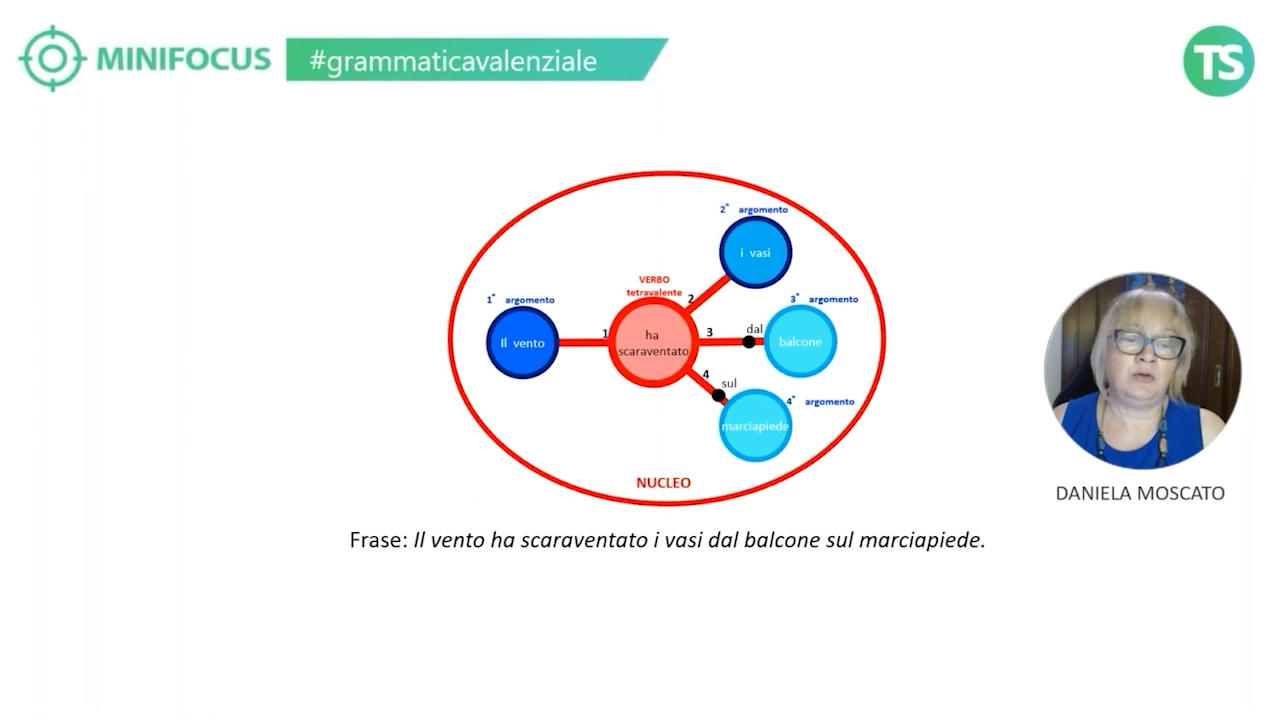 MINIFOCUS
#grammaticavalenziale
TS
2° argomento
i vasi
VERBO
tetravalente
1° argomento
3° argomento
2
1
3
dal
Il vento
ha
scaraventato
balcone
4
sul
4° argomento
marciapiede
NUCLEO
DANIELA MOSCATO
Frase: Il vento ha scaraventato i vasi dal balcone sul marciapiede.